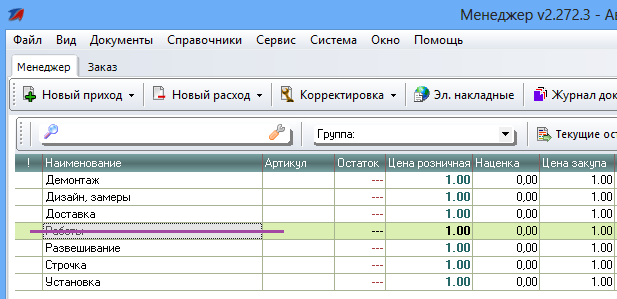 Менеджер v2.272.3 - А
Файл Вид Документы Справочники Сервис Система Окно Помощь
Менеджер Заказ
Новый приход Новый расход Корректировка Эл. накладные Журнал док
Группа: Текущие ост
! Наименование Артикул Остаток Цена розничная Наценка Цена закупа
Демонтаж --- 1.00 0,00 1.00
Дизайн, замеры --- 1.00 0,00 1.00
Доставка --- 1.00 0,00 1.00
Работы --- 1.00 0,00 1.00
Развешивание --- 1.00 0,00 1.00
Строчка --- 1.00 0,00 1.00
Установка --- 1.00 0,00 1.00